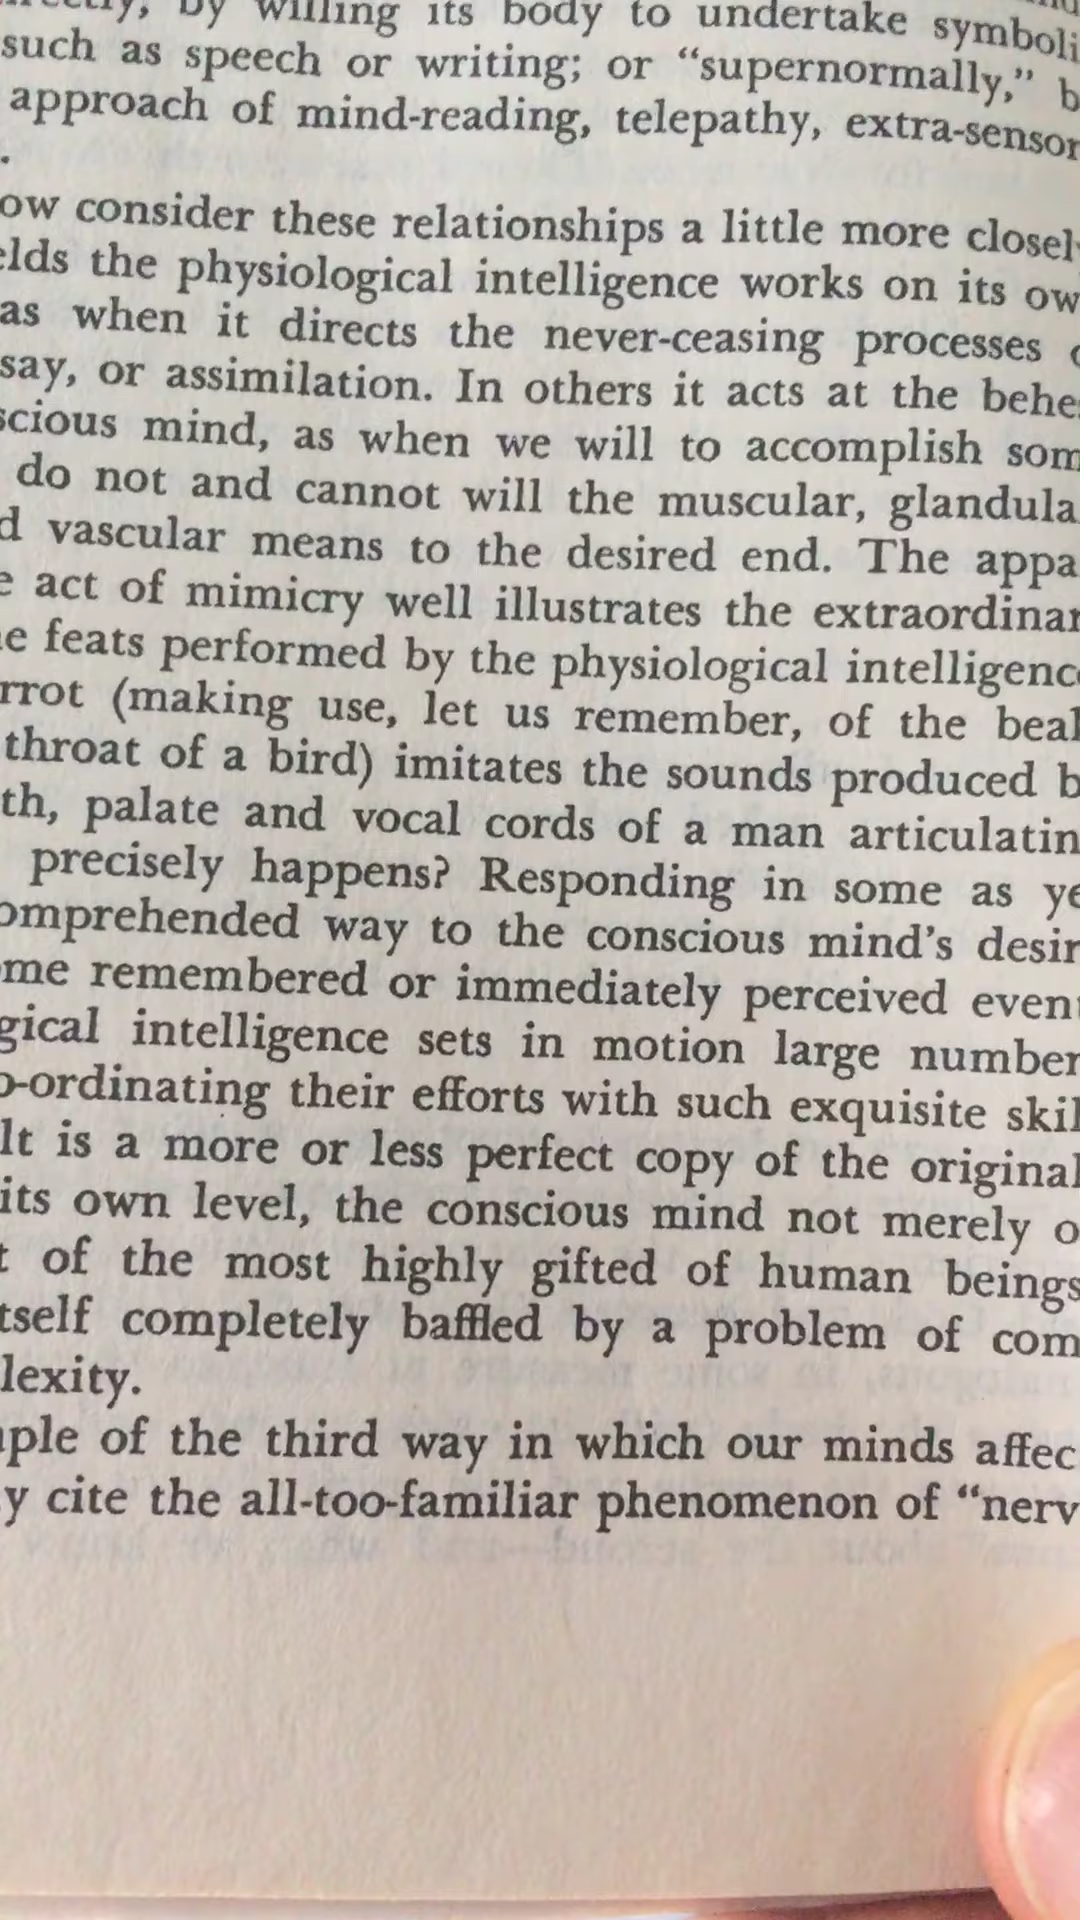 by willing its body to undertake symboli
such as speech or writing; or “supernormally,” b
approach of mind-reading, telepathy, extra-sensor
.
ow consider these relationships a little more closel
elds the physiological intelligence works on its ow
as when it directs the never-ceasing processes
say, or assimilation. In others it acts at the behe
scious mind, as when we will to accomplish som
do not and cannot will the muscular, glandula
d vascular means to the desired end. The appa
e act of mimicry well illustrates the extraordinar
e feats performed by the physiological intelligenc
rrot (making use, let us remember, of the beak
throat of a bird) imitates the sounds produced b
th, palate and vocal cords of a man articulatin
precisely happens? Responding in some as ye
omprehended way to the conscious mind’s desir
me remembered or immediately perceived event
gical intelligence sets in motion large number
o-ordinating their efforts with such exquisite skil
lt is a more or less perfect copy of the original
its own level, the conscious mind not merely o
t of the most highly gifted of human beings
tself completely baffled by a problem of com
lexity.
ple of the third way in which our minds affec
y cite the all-too-familiar phenomenon of “nerv